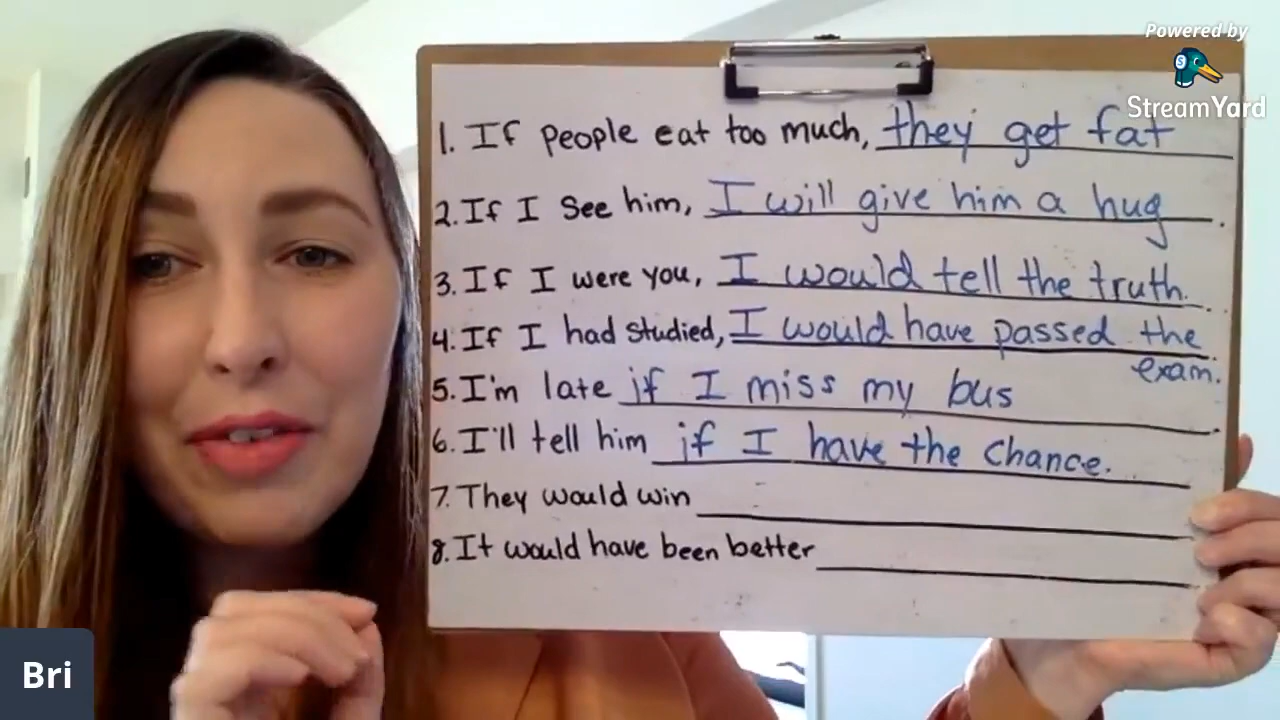 Powered by
StreamYard
1. If people eat too much, they get fat
2. If I see him, I will give him a hug.
3. If I were you, I would tell the truth.
4. If I had studied, I would have passed the
exam.
5. I'm late if I miss my bus.
6. I'll tell him if I have the chance.
7. They would win
8. It would have been better
Bri